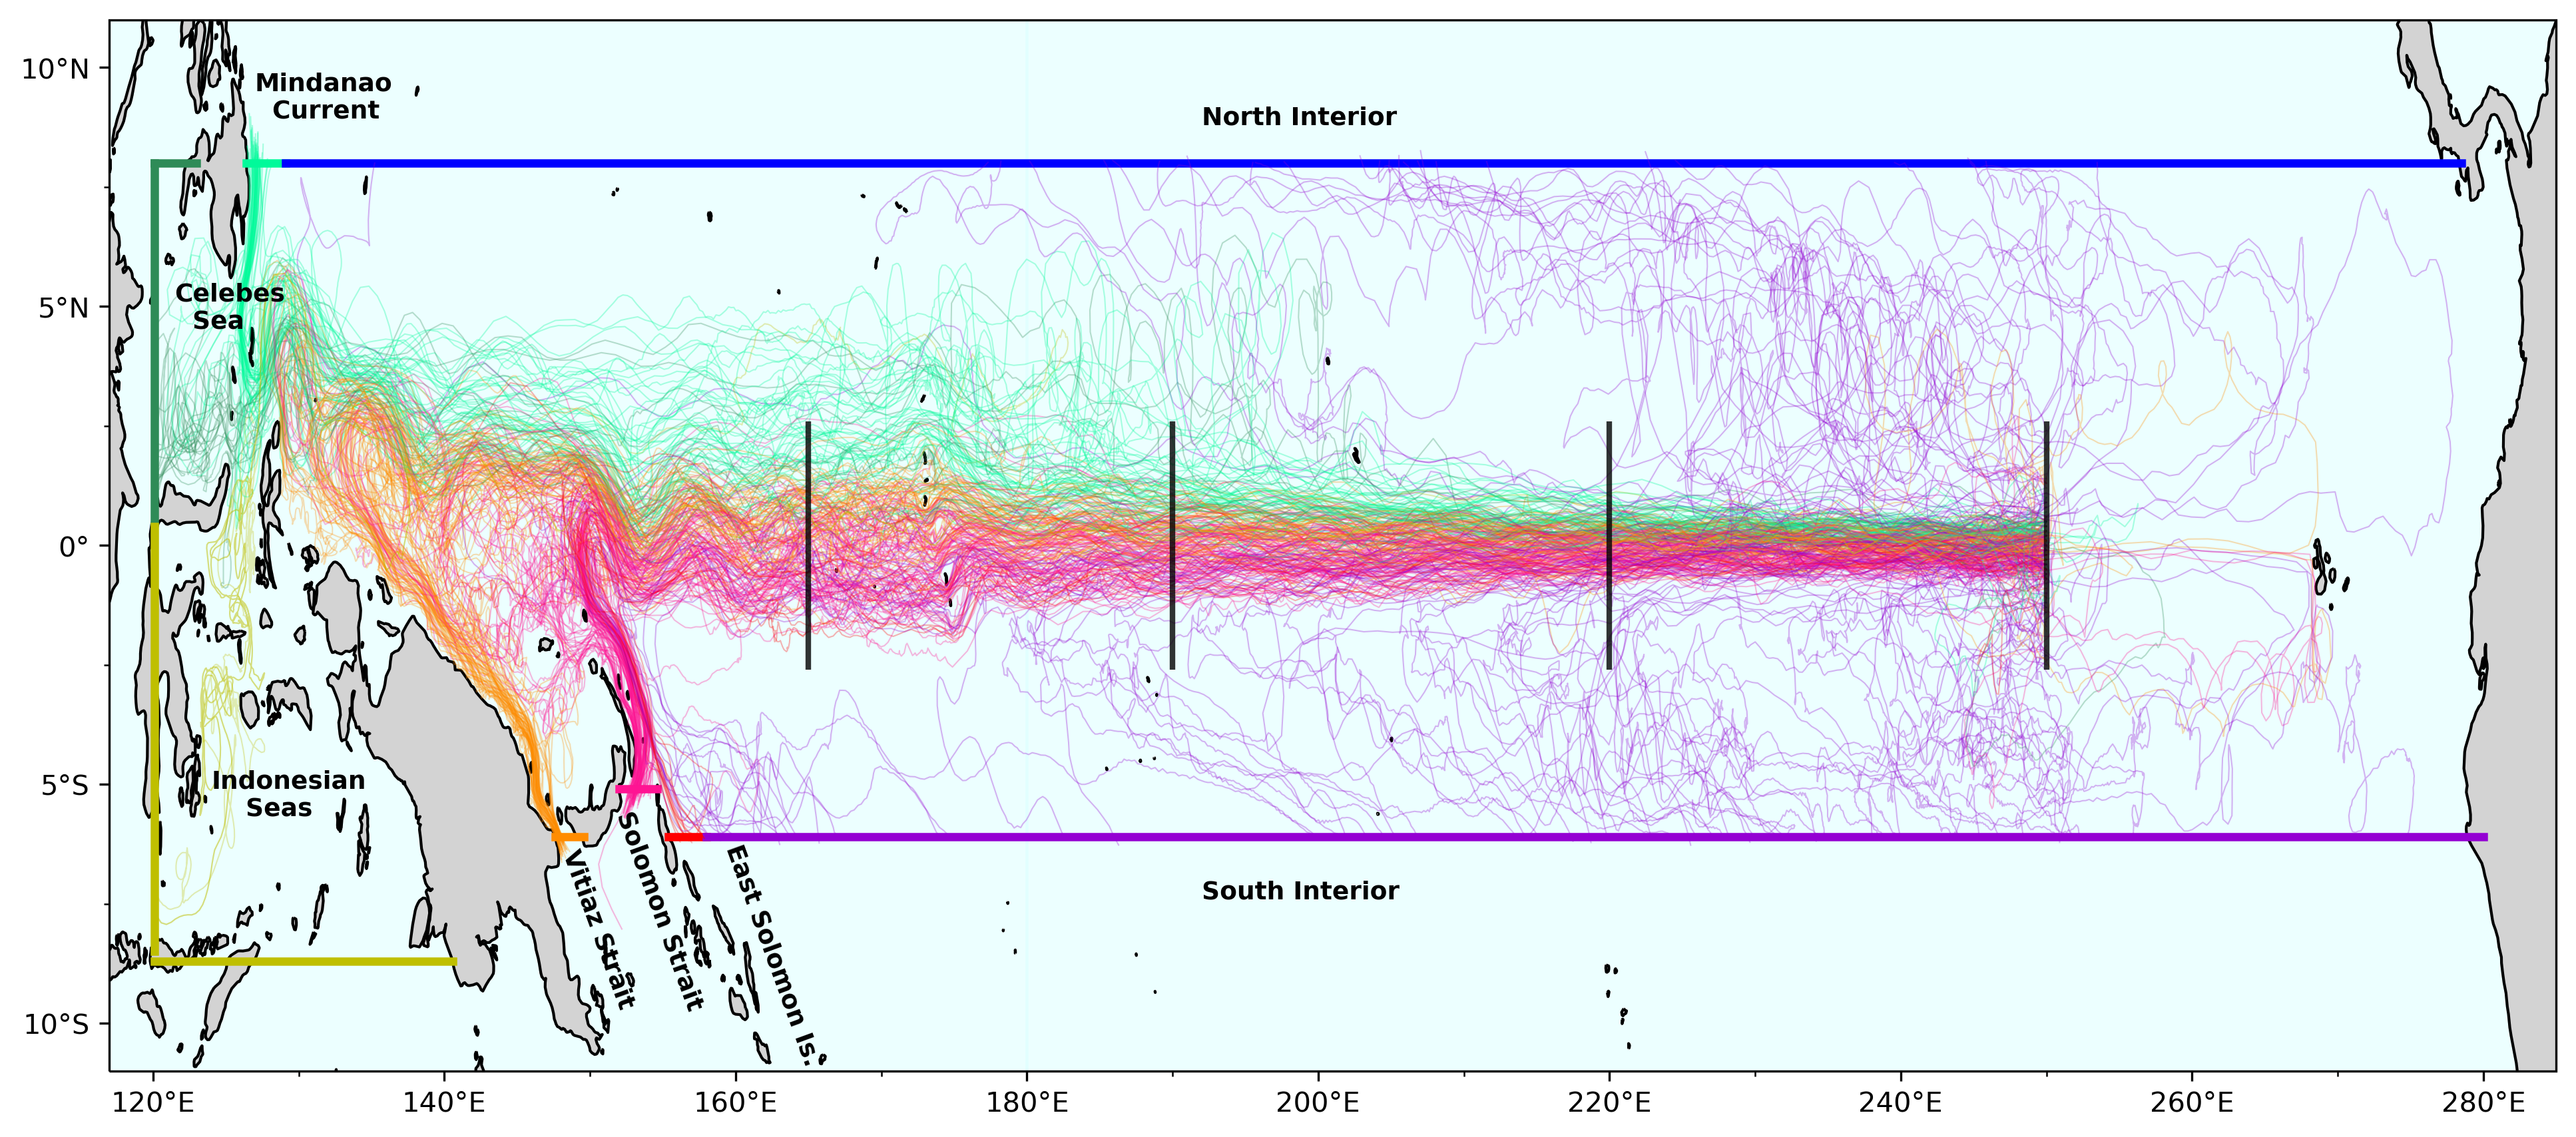 10°N
5°N
0°
5°S
10°S
Mindanao
Current
North Interior
Celebes
Sea
Indonesian
Seas
Vitiaz Strait
Solomon Strait
East Solomon Is.
South Interior
120°E
140°E
160°E
180°E
200°E
220°E
240°E
260°E
280°E